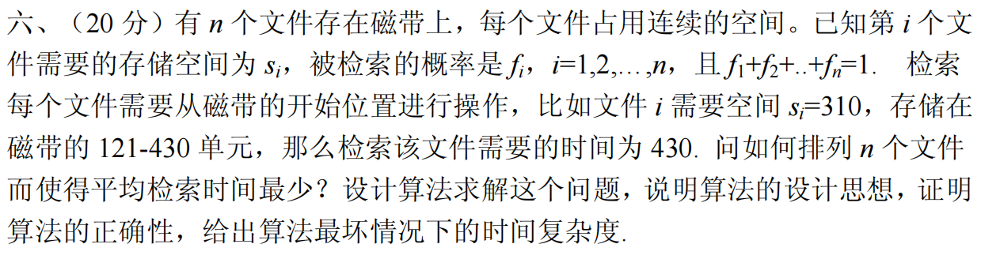 六、（20 分）有 n 个文件存在磁带上，每个文件占用连续的空间。已知第 i 个文
件需要的存储空间为 si，被检索的概率是 fi，i=1,2,…,n，且 f1+f2+..+fn=1. 检索
每个文件需要从磁带的开始位置进行操作，比如文件 i 需要空间 si=310，存储在
磁带的 121-430 单元，那么检索该文件需要的时间为 430. 问如何排列 n 个文件
而使得平均检索时间最少？设计算法求解这个问题，说明算法的设计思想，证明
算法的正确性，给出算法最坏情况下的时间复杂度.